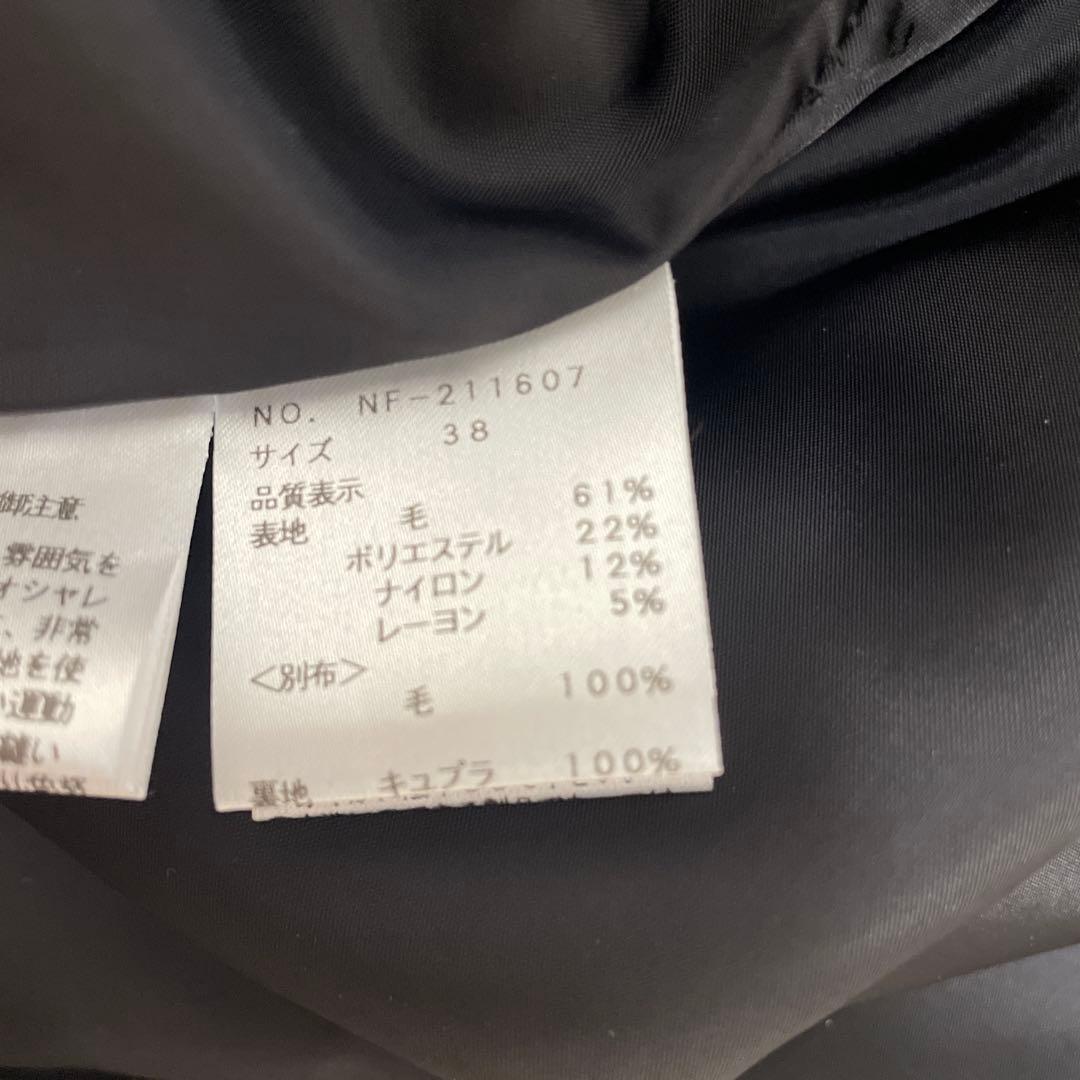 NO. NF-211607
サイズ 38
品質表示
表地 毛 61%
ポリエステル 22%
ナイロン 12%
レーヨン 5%
<別布>
毛 100%
裏地 キュプラ 100%
御注意
雰囲気を
オシャレ
、非常
地を使
運動
縫い